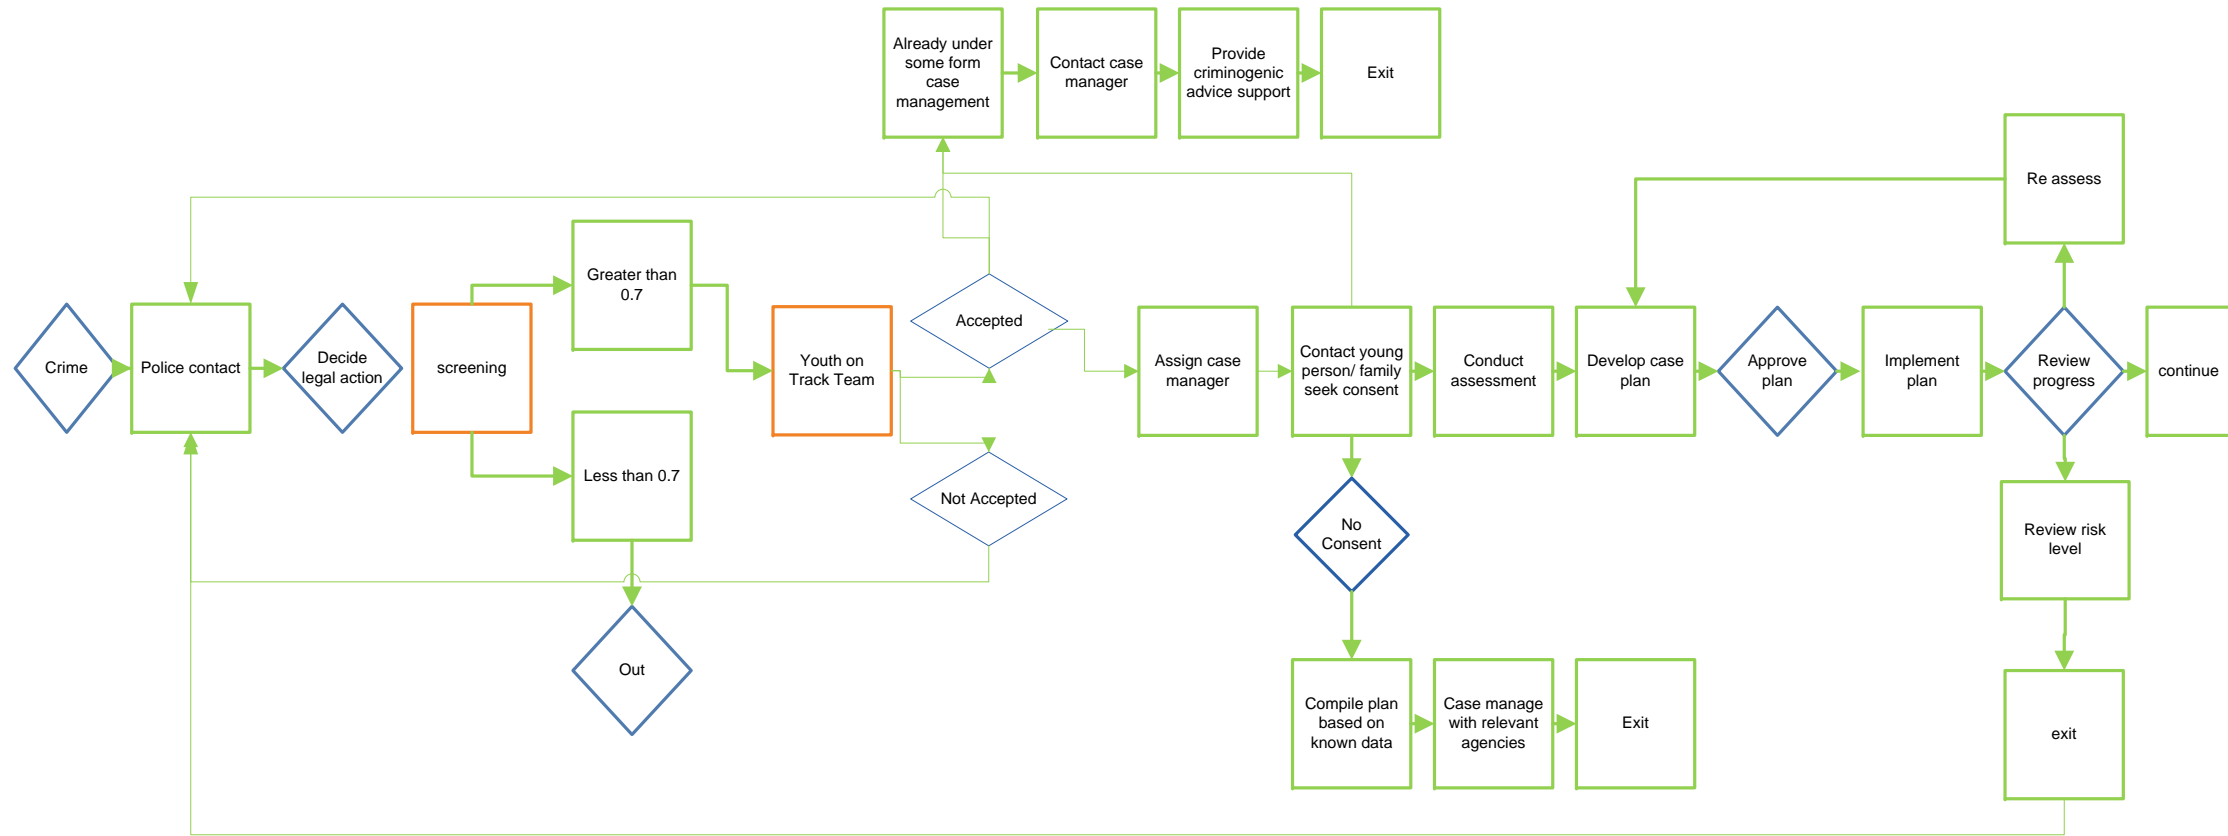 Already under
some form
case
management
Contact case
manager
Provide
criminogenic
advice support
Exit
Re assess
Greater than
0.7
Crime
Police contact
Decide
legal action
screening
Youth on
Track Team
Accepted
Assign case
manager
Contact young
person/ family
seek consent
Conduct
assessment
Develop case
plan
Approve
plan
Implement
plan
Review
progress
continue
Less than 0.7
Not Accepted
No
Consent
Review risk
level
Out
Compile plan
based on
known data
Case manage
with relevant
agencies
Exit
exit